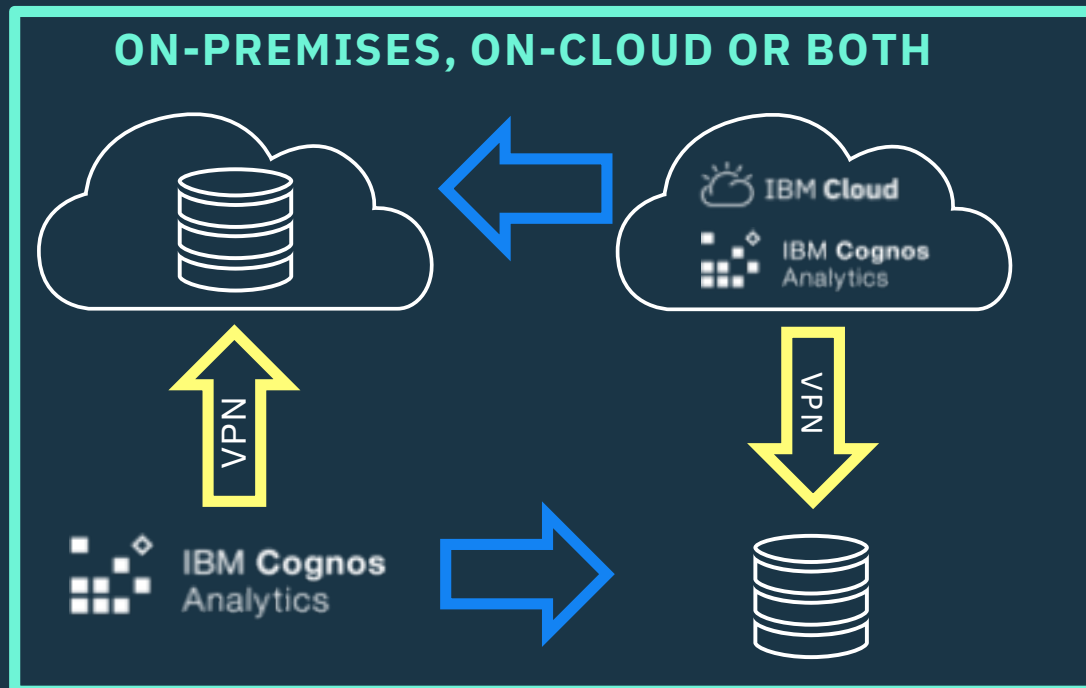 ON-PREMISES, ON-CLOUD OR BOTH
IBM Cloud
IBM Cognos
Analytics
VPN
VPN
IBM Cognos
Analytics